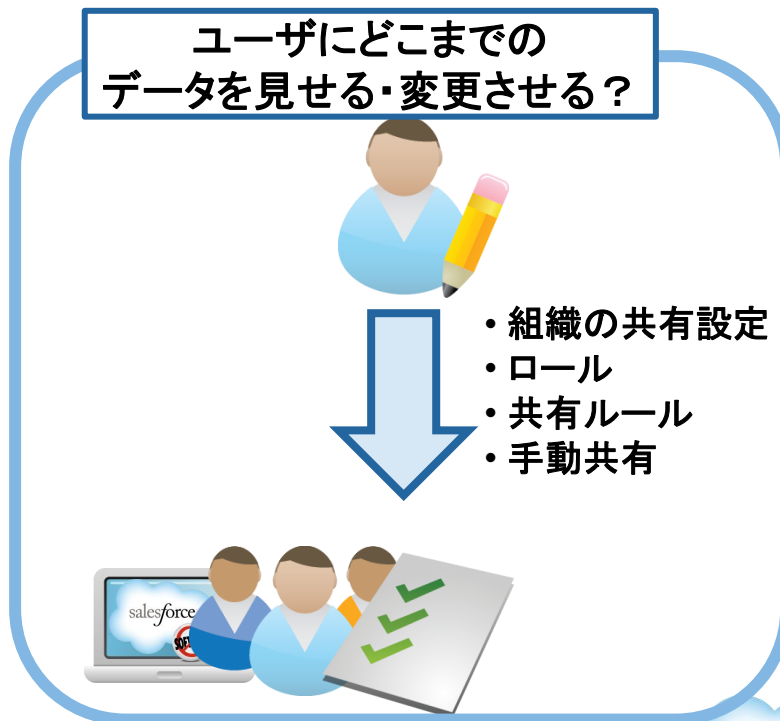 ユーザにどこまでの
データを見せる・変更させる?
・組織の共有設定
・ロール
・共有ルール
・手動共有
salesforce